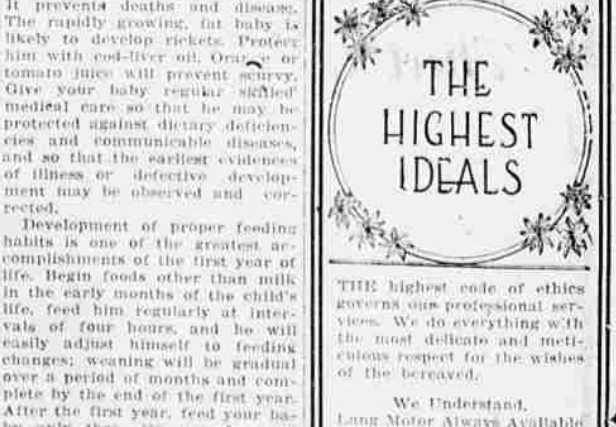 It prevents deaths and disease.
The rapidly growing, fat baby is
likely to develop rickets. Protect
him with cod-liver oil. Orange or
tomato juice will prevent scurvy.
Give your baby regular skilled
medical care so that he may be
protected against dietary deficien-
cies and communicable diseases,
and so that the earliest evidences
of illness or defective develop-
ment may be observed and cor-
rected.
Development of proper feeding
habits is one of the greatest ac-
complishments of the first year of
life. Begin foods other than milk
in the early months of the child's
life, feed him regularly at inter-
vals of four hours, and he will
easily adjust himself to feeding
changes; weaning will be gradual
over a period of months and com-
plete by the end of the first year.
After the first year, feed your ba-
THE
HIGHEST
IDEALS
THE highest code of ethics
governs our professional ser-
vices. We do everything with
the most delicate and meti-
culous respect for the wishes
of the bereaved.
We Understand.
Lung Motor Always Available